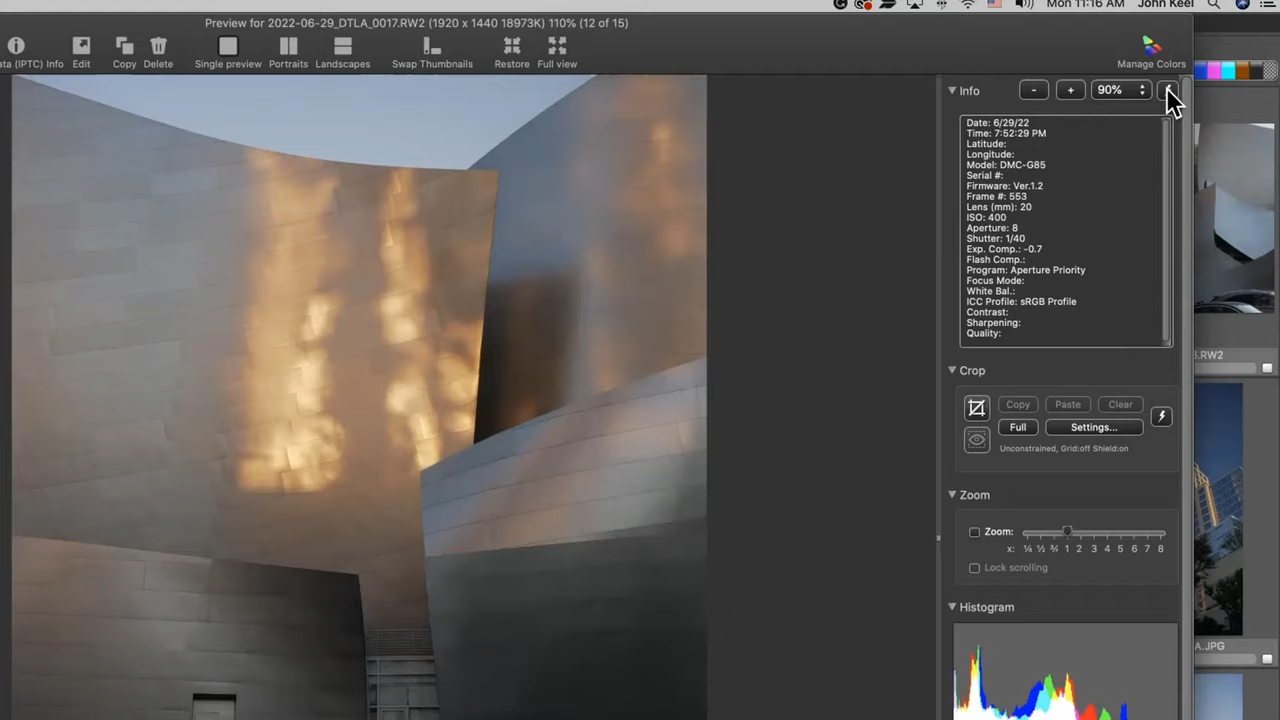 Mon 11:16 AM John Keel
Preview for 2022-06-29_DTLA_0017.RW2 (1920 x 1440 18973K) 110% (12 of 15)
ta (IPTC) Info Edit Copy Delete Single preview Portraits Landscapes Swap Thumbnails Restore Full view Manage Colors
Info - + 90%
Date: 6/29/22
Time: 7:52:29 PM
Latitude:
Longitude:
Model: DMC-G85
Serial #:
Firmware: Ver.1.2
Frame #: 553
Lens (mm): 20
ISO: 400
Aperture: 8
Shutter: 1/40
Exp. Comp.: -0.7
Flash Comp.:
Program: Aperture Priority
Focus Mode:
White Bal.:
ICC Profile: sRGB Profile
Contrast:
Sharpening:
Quality:
.RW2
Crop
Copy Paste Clear
Full Settings...
Unconstrained, Grid:off Shield:on
Zoom
Zoom:
x: ¼ ½ ¾ 1 2 3 4 5 6 7 8
Lock scrolling
Histogram
A.JPG